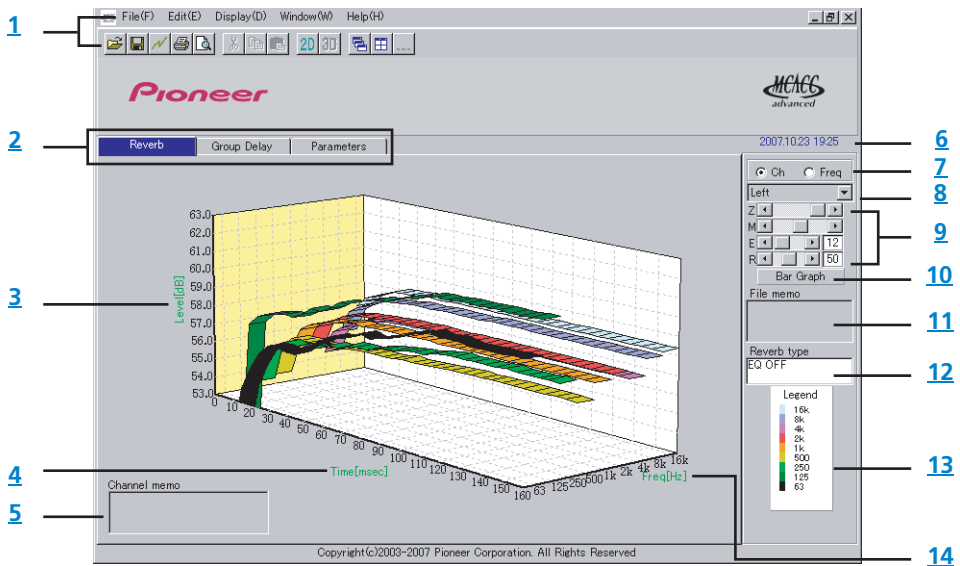 File(F) Edit(E) Display(D) Window(W) Help(H)
1
2D 3D
Pioneer
MCACC
advanced
2
Reverb Group Delay Parameters
2007.10.23 19:25
6
Ch Freq
7
Left
8
Z
M
E 12
R 50
9
Bar Graph
10
File memo
11
Reverb type
EQ OFF
12
Legend
16k
8k
4k
2k
1k
500
250
125
63
13
3
Level[dB]
63.0
62.0
61.0
60.0
59.0
58.0
57.0
56.0
55.0
54.0
53.0
0 10 20 30 40 50 60 70 80 90 100 110 120 130 140 150 160
63 125 250 500 1k 2k 4k 8k 16k
4
Time[msec]
Freq[Hz]
Channel memo
5
Copyright(c)2003-2007 Pioneer Corporation. All Rights Reserved
14